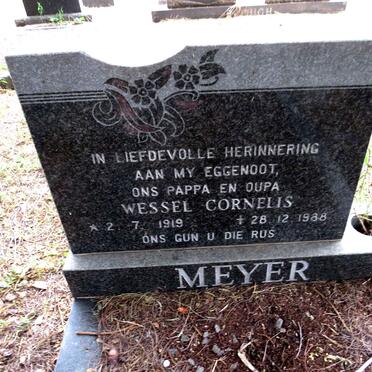 IN LIEFDEVOLLE HERINNERING
AAN MY EGGENOOT,
ONS PAPPA EN OUPA
WESSEL CORNELIS
* 2. 7. 1919 + 28. 12. 1988
ONS GUN U DIE RUS
MEYER